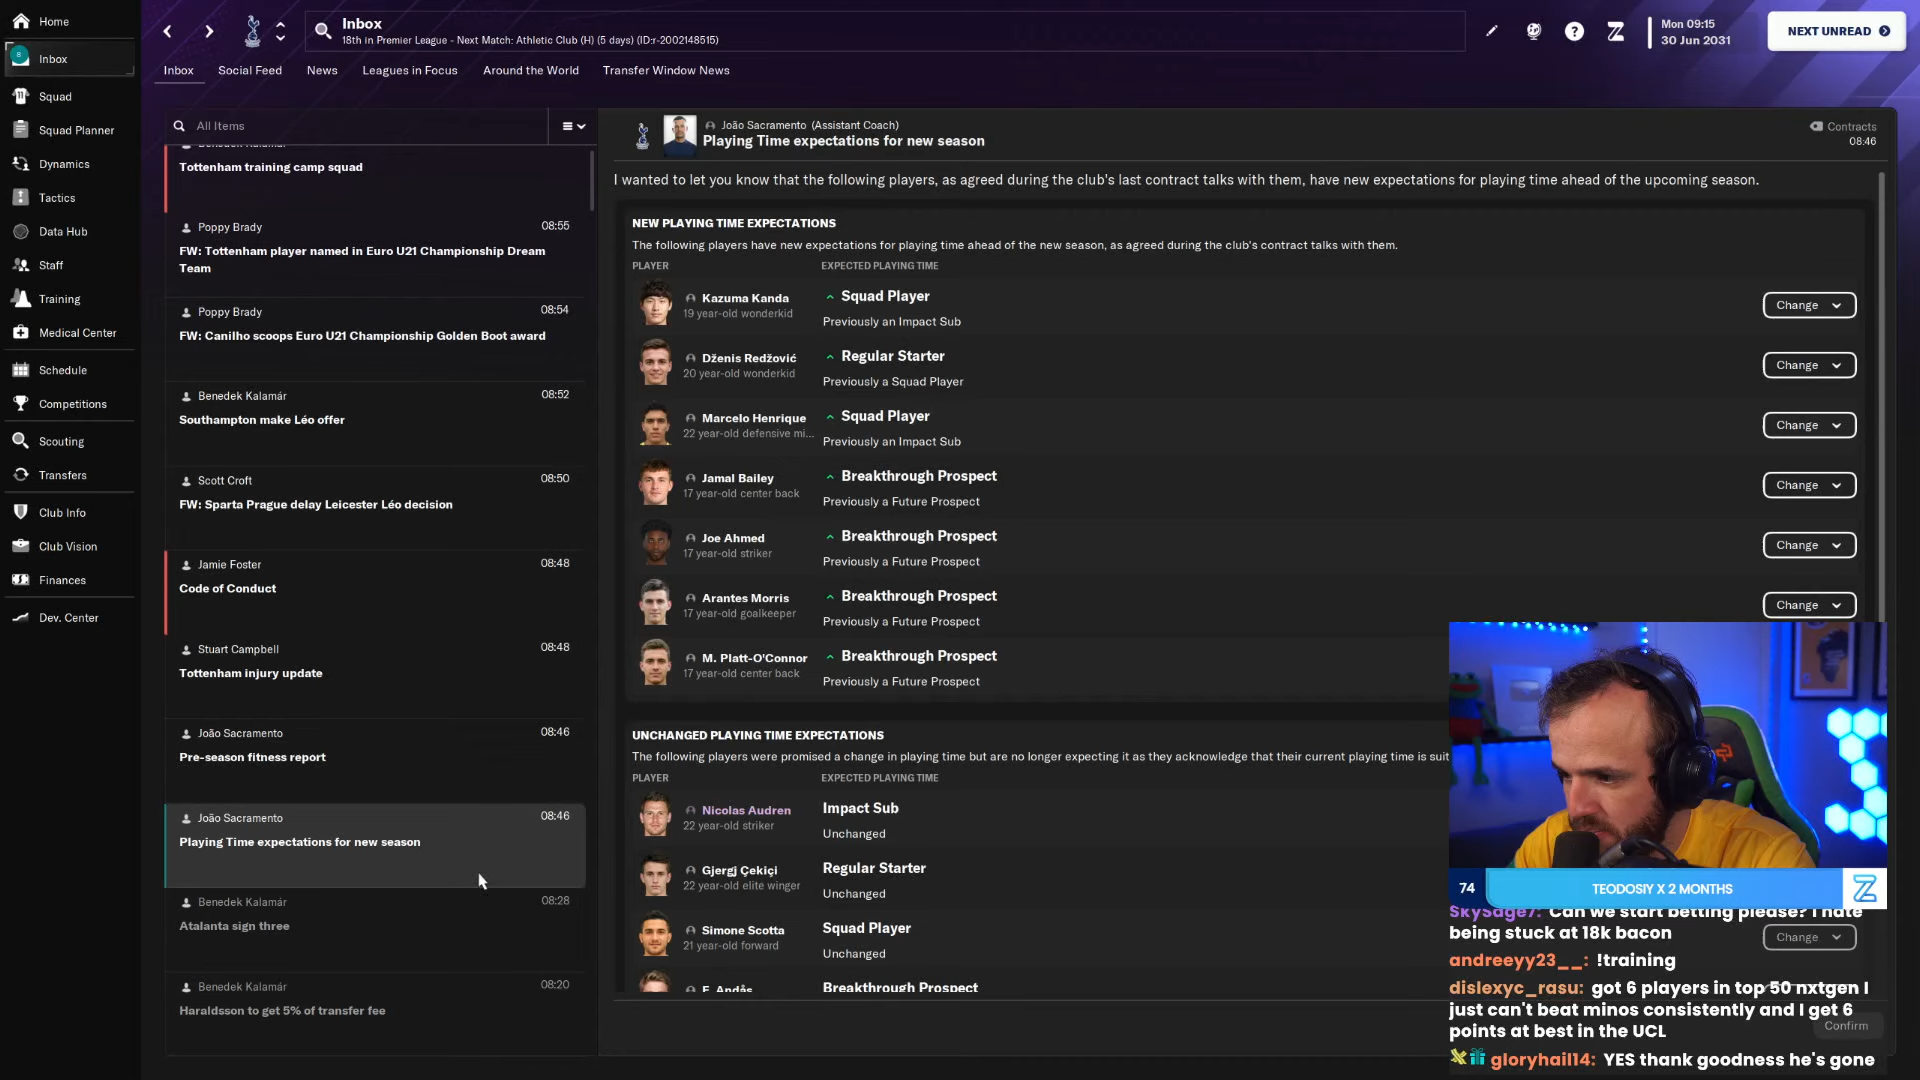 Home
Inbox
Squad
Squad Planner
Dynamics
Tactics
Data Hub
Staff
Training
Medical Center
Schedule
Competitions
Scouting
Transfers
Club Info
Club Vision
Finances
Dev. Center
Inbox
18th in Premier League - Next Match: Athletic Club (H) (5 days) (ID:r-2002148515)
Mon 09:15
30 Jun 2031
NEXT UNREAD
Inbox
Social Feed
News
Leagues in Focus
Around the World
Transfer Window News
All Items
Tottenham training camp squad
Poppy Brady 08:55
FW: Tottenham player named in Euro U21 Championship Dream
Team
Poppy Brady 08:54
FW: Canilho scoops Euro U21 Championship Golden Boot award
Benedek Kalamár 08:52
Southampton make Léo offer
Scott Croft 08:50
FW: Sparta Prague delay Leicester Léo decision
Jamie Foster 08:48
Code of Conduct
Stuart Campbell 08:48
Tottenham injury update
João Sacramento 08:46
Pre-season fitness report
João Sacramento 08:46
Playing Time expectations for new season
Benedek Kalamár 08:28
Atalanta sign three
Benedek Kalamár 08:20
Haraldsson to get 5% of transfer fee
João Sacramento (Assistant Coach)
Playing Time expectations for new season
Contracts
08:46
I wanted to let you know that the following players, as agreed during the club's last contract talks with them, have new expectations for playing time ahead of the upcoming season.
NEW PLAYING TIME EXPECTATIONS
The following players have new expectations for playing time ahead of the new season, as agreed during the club's contract talks with them.
PLAYER EXPECTED PLAYING TIME
Kazuma Kanda Squad Player
19 year-old wonderkid Previously an Impact Sub
Change
Dženis Redžović Regular Starter
20 year-old wonderkid Previously a Squad Player
Change
Marcelo Henrique Squad Player
22 year-old defensive mi... Previously an Impact Sub
Change
Jamal Bailey Breakthrough Prospect
17 year-old center back Previously a Future Prospect
Change
Joe Ahmed Breakthrough Prospect
17 year-old striker Previously a Future Prospect
Change
Arantes Morris Breakthrough Prospect
17 year-old goalkeeper Previously a Future Prospect
Change
M. Platt-O'Connor Breakthrough Prospect
17 year-old center back Previously a Future Prospect
UNCHANGED PLAYING TIME EXPECTATIONS
The following players were promised a change in playing time but are no longer expecting it as they acknowledge that their current playing time is suit
PLAYER EXPECTED PLAYING TIME
Nicolas Audren Impact Sub
22 year-old striker Unchanged
Gjergj Çekiçi Regular Starter
22 year-old elite winger Unchanged
Simone Scotta Squad Player
21 year-old forward Unchanged
Change
E. Andås Breakthrough Prospect
Confirm
74 TEODOSIY X 2 MONTHS
SkySage7: Can we start betting please? I hate
being stuck at 18k bacon
andreeyy23__: !training
dislexyc_rasu: got 6 players in top 50 nxtgen I
just can't beat minos consistently and I get 6
points at best in the UCL
gloryhail14: YES thank goodness he's gone